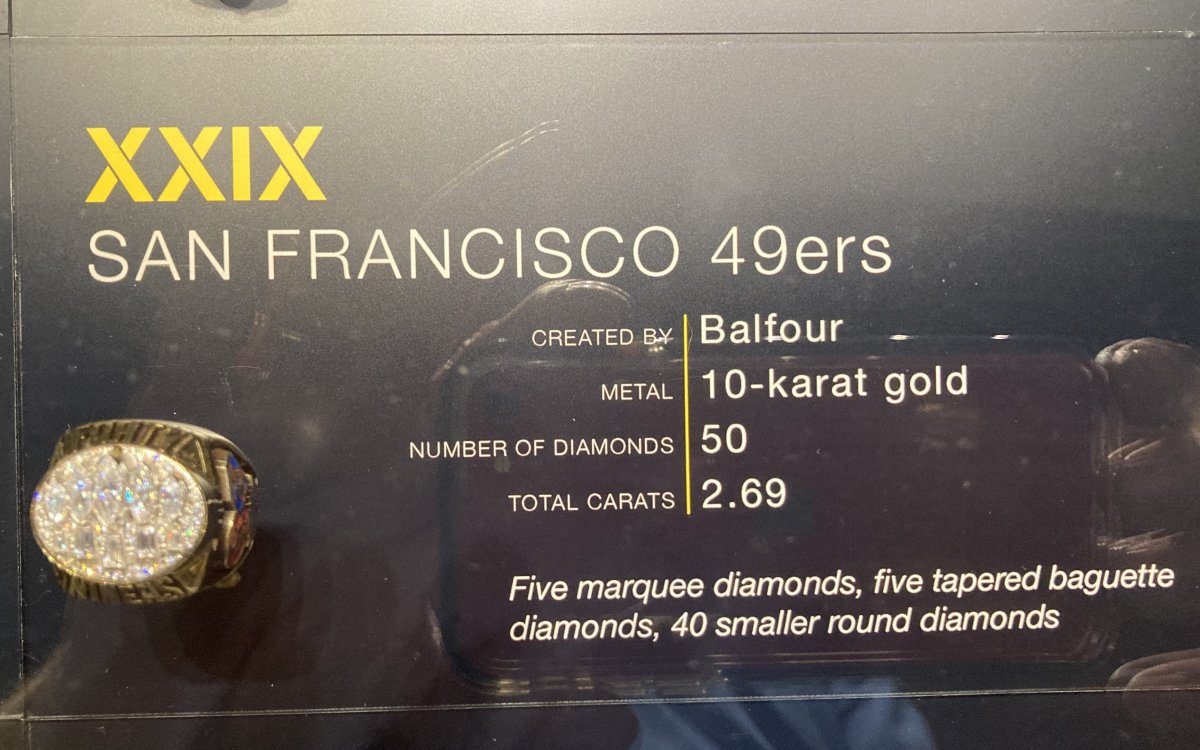 XXIX
SAN FRANCISCO 49ers
CREATED BY Balfour
METAL 10-karat gold
NUMBER OF DIAMONDS 50
TOTAL CARATS 2.69
Five marquee diamonds, five tapered baguette
diamonds, 40 smaller round diamonds